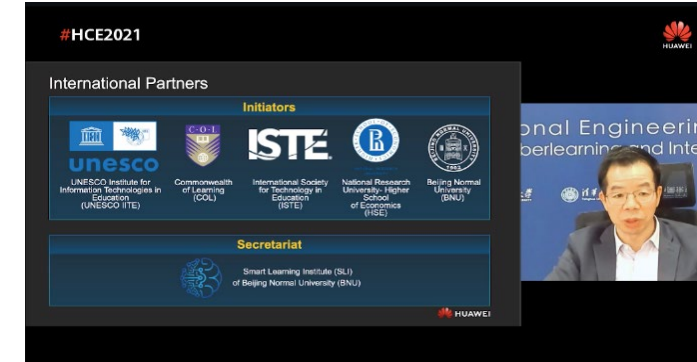 #HCE2021
HUAWEI
International Partners
Initiators
unesco
UNESCO Institute for
Information Technologies in
Education
(UNESCO IITE)
C·O·L
Commonwealth
of Learning
(COL)
ISTE
International Society
for Technology in
Education
(ISTE)
National Research
University- Higher
School
of Economics
(HSE)
1902
Beijing Normal
University
(BNU)
Secretariat
Smart Learning Institute (SLI)
of Beijing Normal University (BNU)
HUAWEI
onal Engineerin
berlearning and Inte